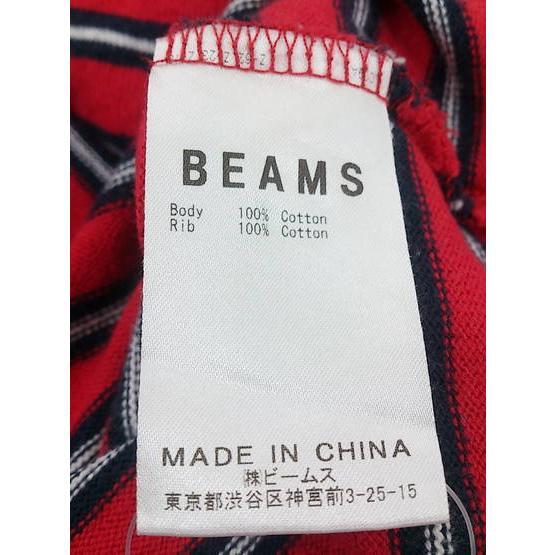 BEAMS
Body 100% Cotton
Rib 100% Cotton
MADE IN CHINA
㈱ビームス
東京都渋谷区神宮前3-25-15